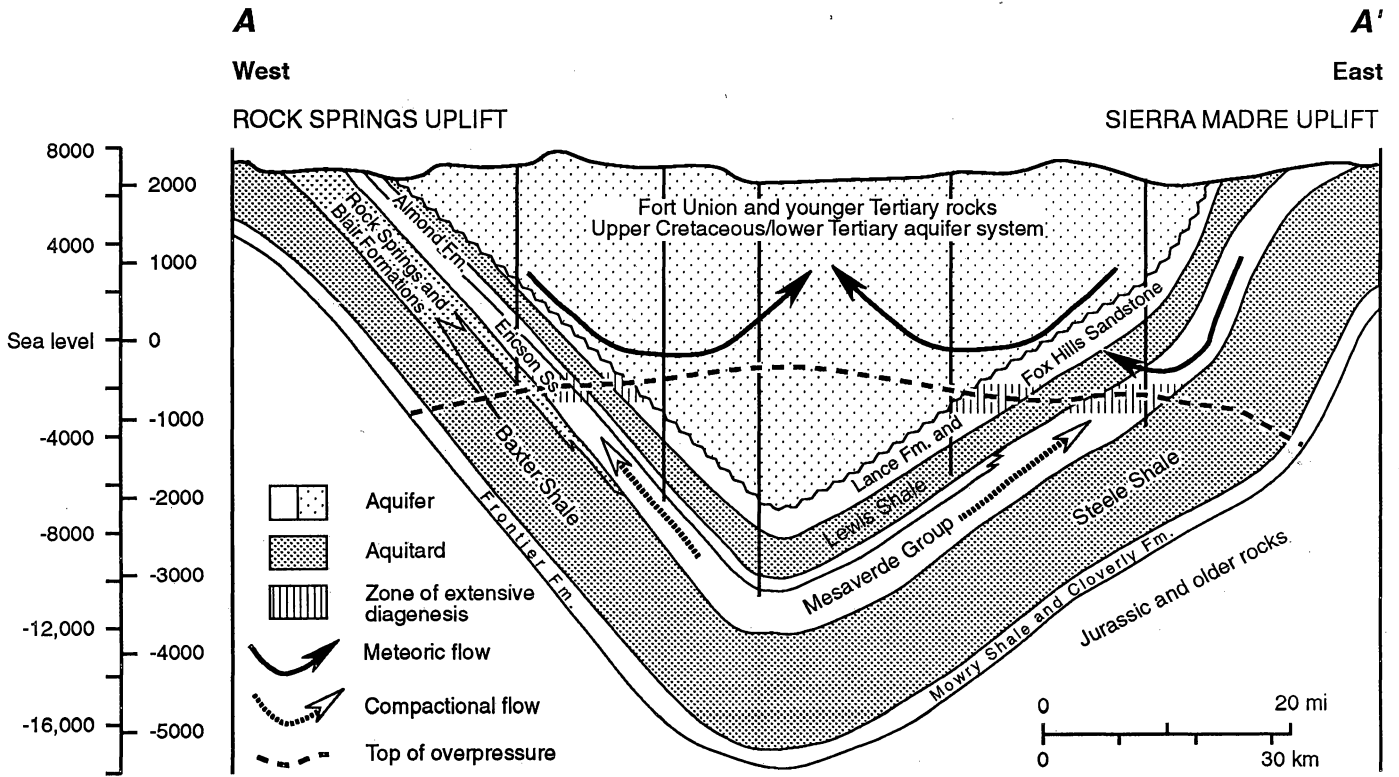 A
A'
West
East
ROCK SPRINGS UPLIFT
SIERRA MADRE UPLIFT
8000
2000
4000
1000
Sea level
0
-1000
-4000
-2000
-8000
-3000
-12,000
-4000
-16,000
-5000
Fort Union and younger Tertiary rocks
Upper Cretaceous/lower Tertiary aquifer system
Almond Fm
Rock Springs and
Blair Formations
Ericson Ss
Baxter Shale
Frontier Fm.
Fox Hills Sandstone
Lance Fm. and
Lewis Shale
Mesaverde Group
Steele Shale
Mowry Shale and Cloverly Fm.
Jurassic and older rocks
Aquifer
Aquitard
Zone of extensive
diagenesis
Meteoric flow
Compactional flow
Top of overpressure
0
20 mi
0
30 km